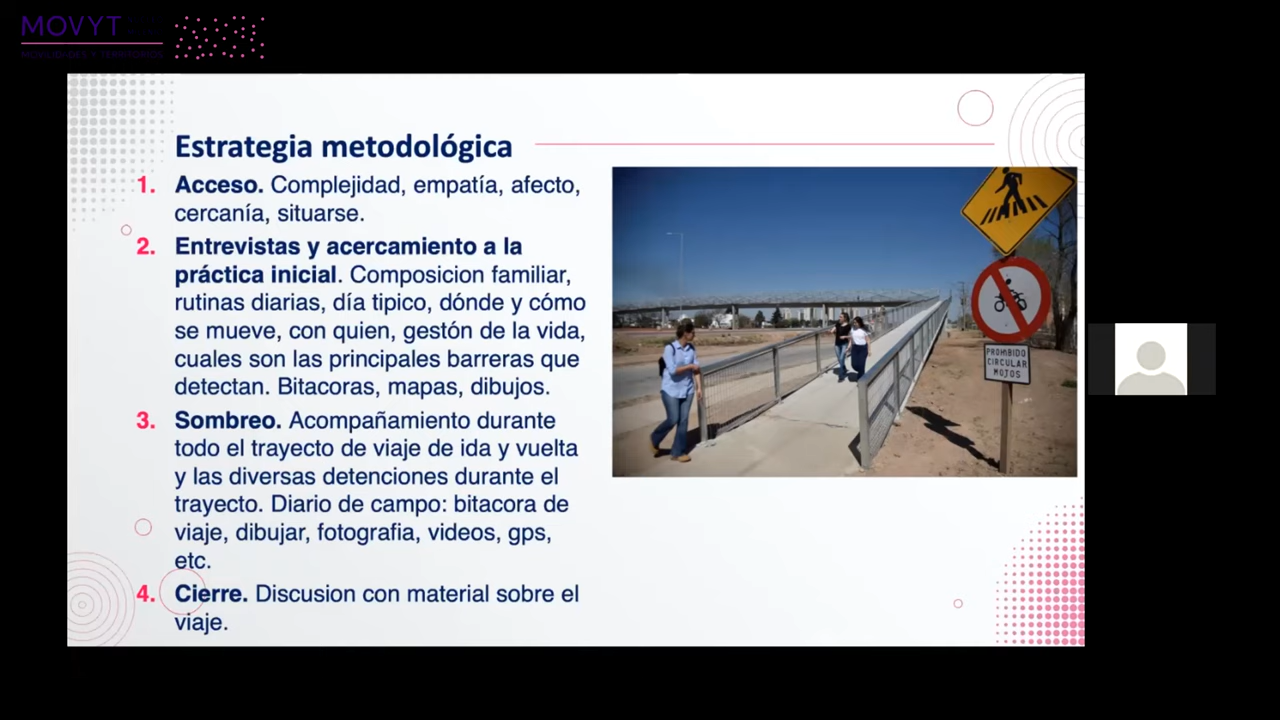 MOVYT
MOVILIDADES Y TERRITORIOS
Estrategia metodológica
1. Acceso. Complejidad, empatía, afecto,
cercanía, situarse.
2. Entrevistas y acercamiento a la
práctica inicial. Composicion familiar,
rutinas diarias, día tipico, dónde y cómo
se mueve, con quien, gestón de la vida,
cuales son las principales barreras que
detectan. Bitacoras, mapas, dibujos.
3. Sombreo. Acompañamiento durante
todo el trayecto de viaje de ida y vuelta
y las diversas detenciones durante el
trayecto. Diario de campo: bitacora de
viaje, dibujar, fotografia, videos, gps,
etc.
4. Cierre. Discusion con material sobre el
viaje.
PROHIBIDO
CIRCULAR
MOTOS